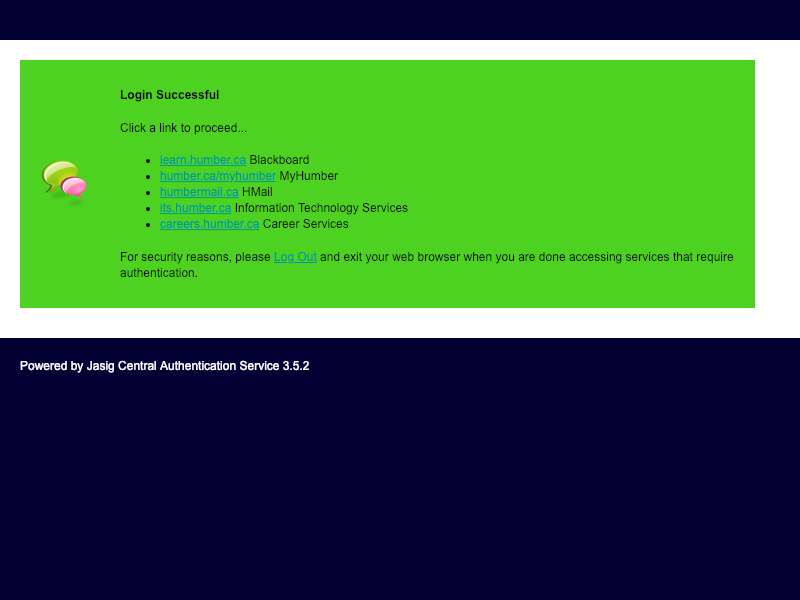 Login Successful
Click a link to proceed...
learn.humber.ca Blackboard
humber.ca/myhumber MyHumber
humbermail.ca HMail
its.humber.ca Information Technology Services
careers.humber.ca Career Services
For security reasons, please Log Out and exit your web browser when you are done accessing services that require
authentication.
Powered by Jasig Central Authentication Service 3.5.2